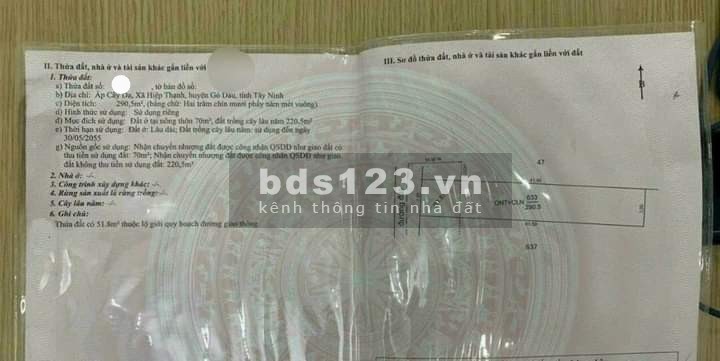 II. Thửa đất, nhà ở và tài sản khác gắn liền với
1. Thửa đất:
a) Thửa đất số: , tờ bản đồ số:
b) Địa chỉ: Ấp Cây Da, Xã Hiệp Thạnh, huyện Gò Dầu, tỉnh Tây Ninh
c) Diện tích: 290,5m², (bằng chữ: Hai trăm chín mươi phẩy năm mét vuông)
d) Hình thức sử dụng: Sử dụng riêng
đ) Mục đích sử dụng: Đất ở tại nông thôn 70m²; đất trồng cây lâu năm 220.5m²
e) Thời hạn sử dụng: Đất ở: Lâu dài; Đất trồng cây lâu năm: sử dụng đến ngày
30/05/2055
g) Nguồn gốc sử dụng: Nhận chuyển nhượng đất được công nhận QSDĐ như giao đất có
thu tiền sử dụng đất: 70m²; Nhận chuyển nhượng đất được công nhận QSDĐ như giao
đất không thu tiền sử dụng đất: 220,5m²
2. Nhà ở: -/-.
3. Công trình xây dựng khác: -/-.
4. Rừng sản xuất là rừng trồng: -/-.
5. Cây lâu năm: -/-.
6. Ghi chú:
Thửa đất có 51.8m² thuộc lộ giới quy hoạch đường giao thông
III. Sơ đồ thửa đất, nhà ở và tài sản khác gắn liền với đất
B
47
đường đ
ONT+CLN 633
290.5
637
bds123.vn
kênh thông tin nhà đất